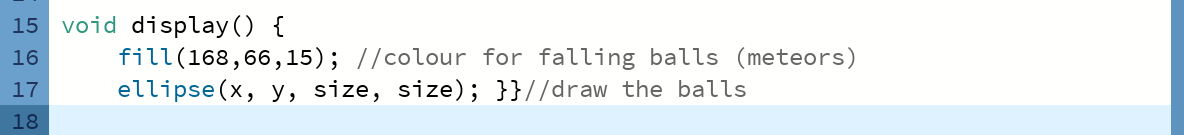 15 void display() {
16 fill(168,66,15); //colour for falling balls (meteors)
17 ellipse(x, y, size, size); }}//draw the balls
18